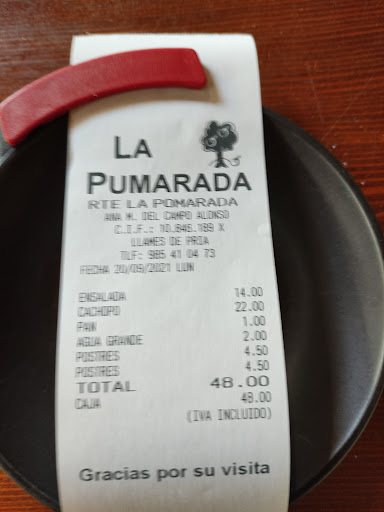 LA
PUMARADA
RTE LA POMARADA
ANA M. DEL CAMPO ALONSO
C.I.F.: 10.845.189 X
LLAMES DE PRIA
TLF: 985 41 04 73
FECHA 20/09/2021 LUN
ENSALADA 14.00
CACHOPO 22.00
PAN 1.00
AGUA GRANDE 2.00
POSTRES 4.50
POSTRES 4.50
TOTAL 48.00
CAJA 48.00
(IVA INCLUIDO)
Gracias por su visita